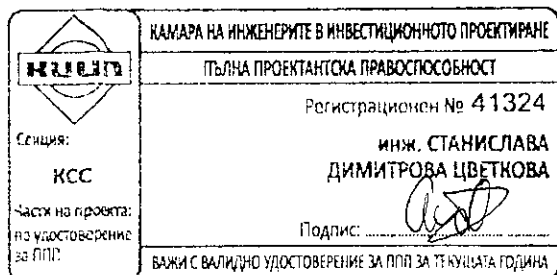 КАМАРА НА ИНЖЕНЕРИТЕ В ИНВЕСТИЦИОННОТО ПРОЕКТИРАНЕ
КИИП
ПЪЛНА ПРОЕКТАНТСКА ПРАВОСПОСОБНОСТ
Регистрационен № 41324
Секция:
КСС
инж. СТАНИСЛАВА
ДИМИТРОВА ЦВЕТКОВА
Части на проекта:
по удостоверение
за ППП
Подпис:
ВАЖИ С ВАЛИДНО УДОСТОВЕРЕНИЕ ЗА ППП ЗА ТЕКУЩАТА ГОДИНА